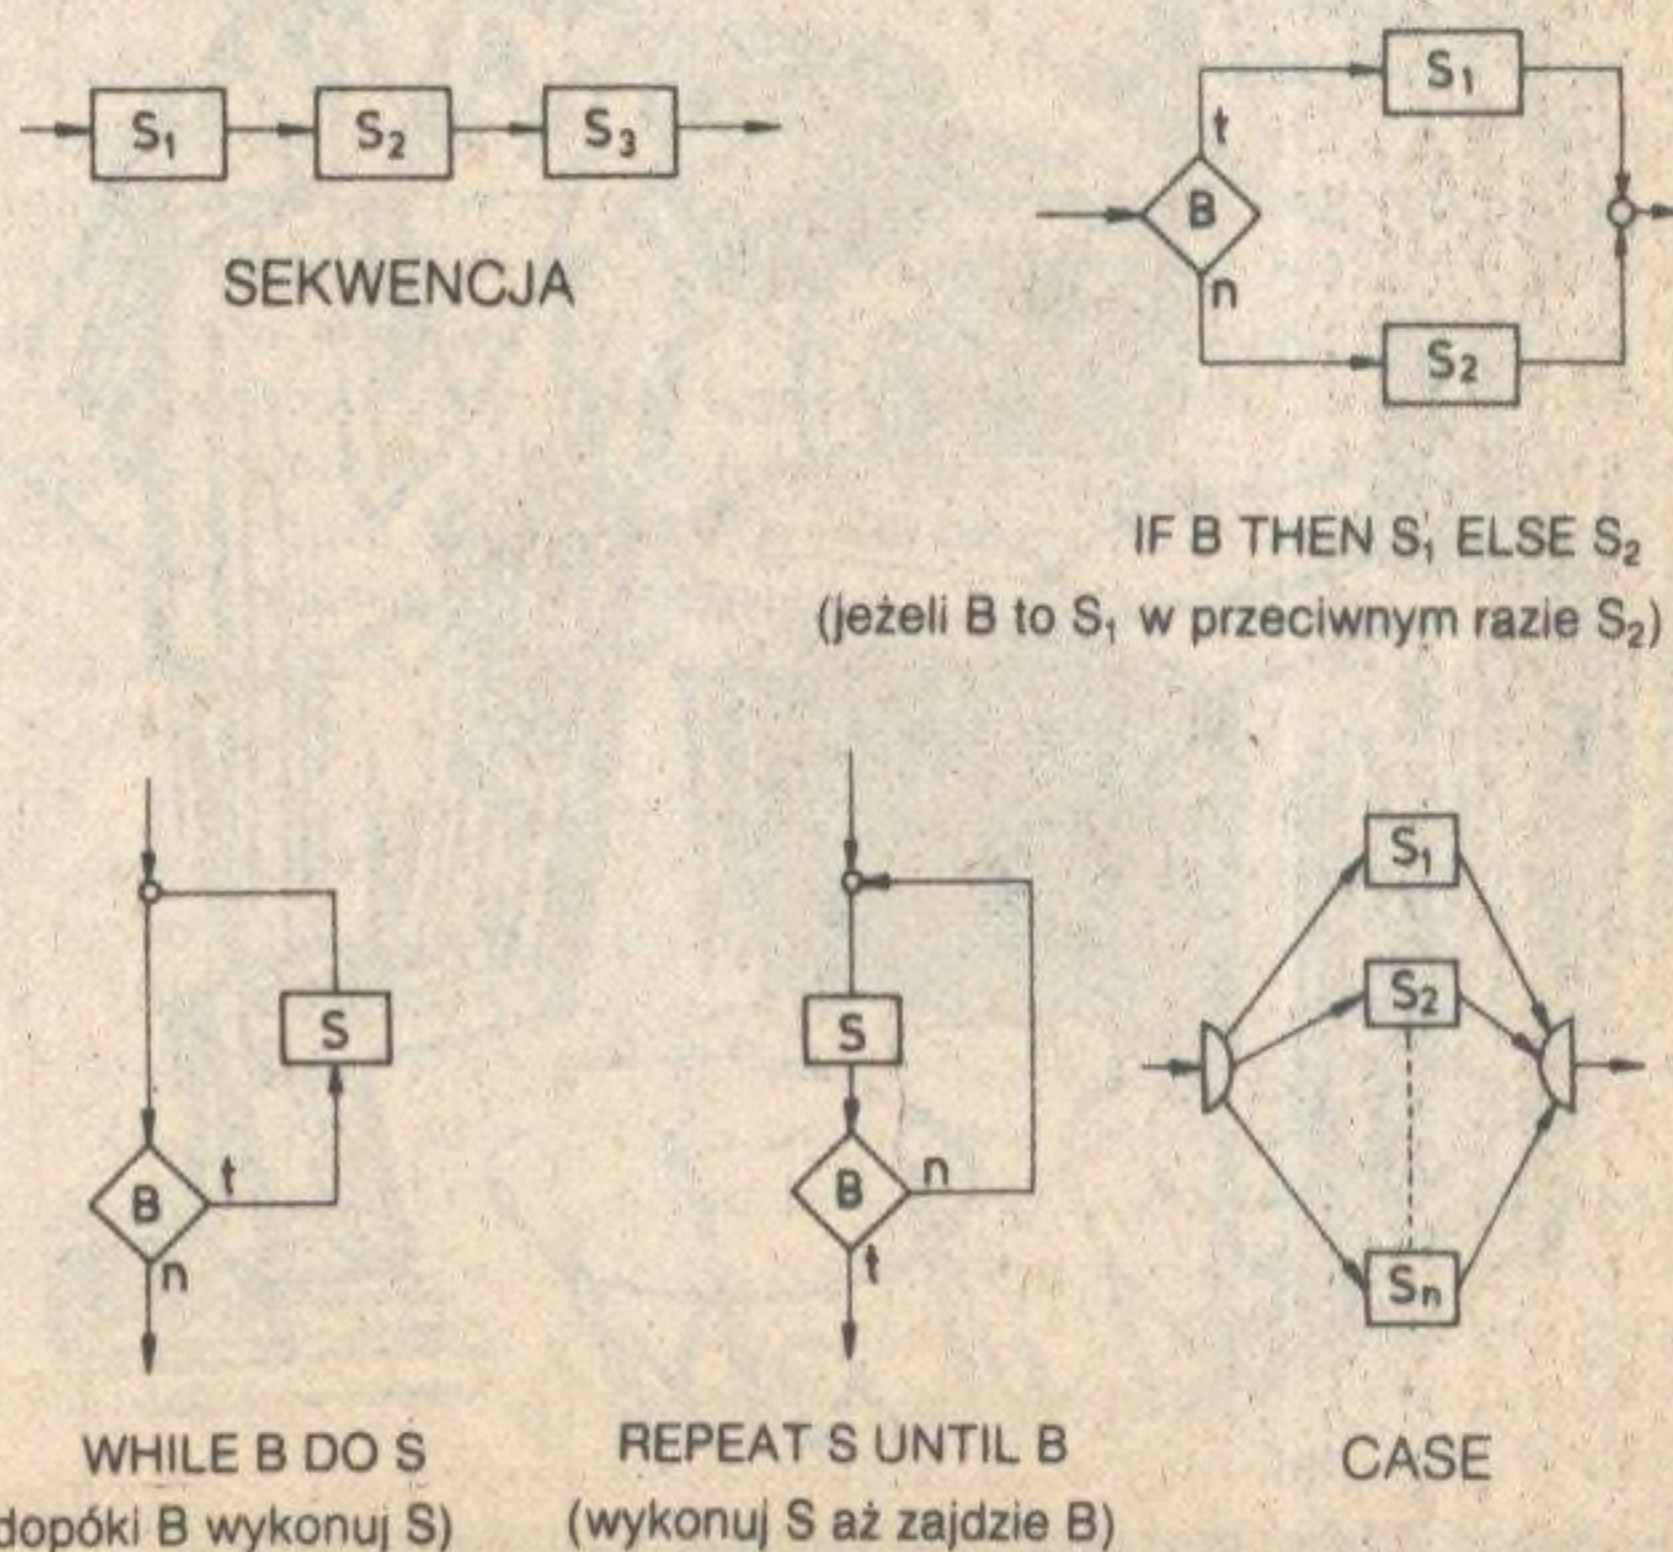 S₁ S₂ S₃
SEKWENCJA
S₁
t
B
n
S₂
IF B THEN S₁ ELSE S₂
(jeżeli B to S₁ w przeciwnym razie S₂)
S
B
t
n
WHILE B DO S
dopóki B wykonuj S)
S
B
n
t
REPEAT S UNTIL B
(wykonuj S aż zajdzie B)
S₁
S₂
Sₙ
CASE